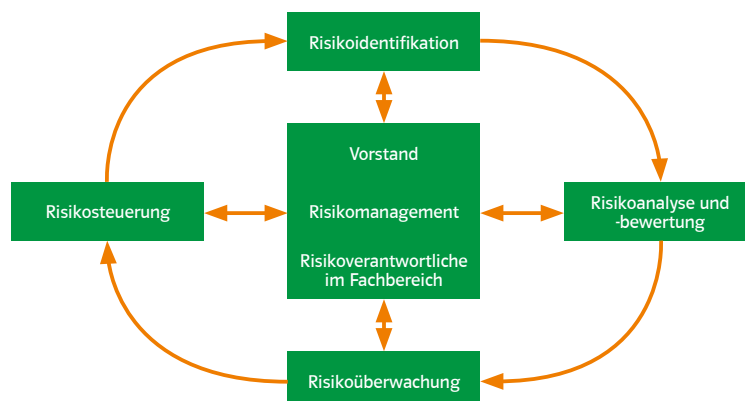 Risikoidentifikation
Vorstand
Risikosteuerung
Risikomanagement
Risikoanalyse und
-bewertung
Risikoverantwortliche
im Fachbereich
Risikoüberwachung